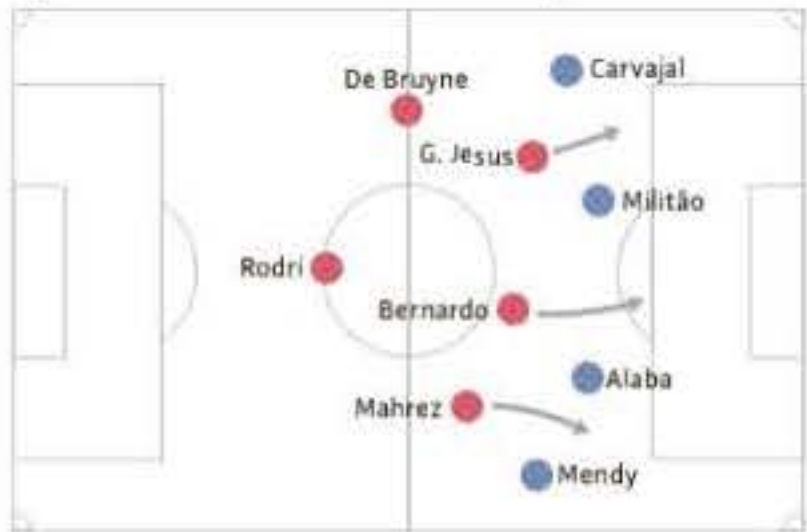 Carvajal
De Bruyne
G. Jesus
Militão
Rodri
Bernardo
Alaba
Mahrez
Mendy